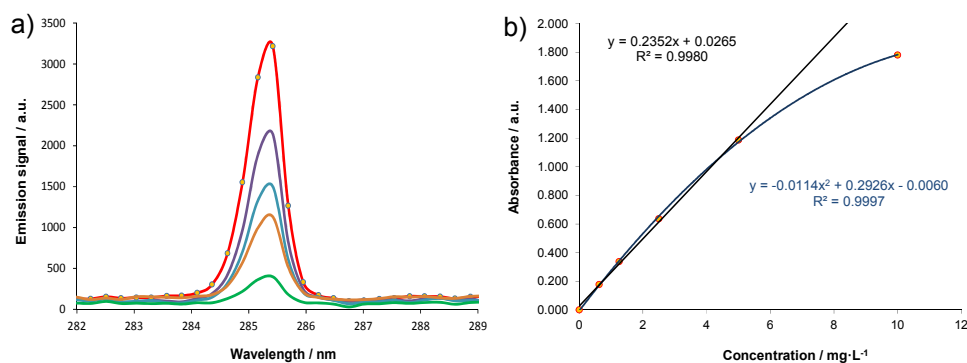 a)
Emission signal / a.u.
3500
3000
2500
2000
1500
1000
500
0
282 283 284 285 286 287 288 289
Wavelength / nm
b)
Absorbance / a.u.
2.000
1.800
1.600
1.400
1.200
1.000
0.800
0.600
0.400
0.200
0.000
y = 0.2352x + 0.0265
R² = 0.9980
y = -0.0114x² + 0.2926x - 0.0060
R² = 0.9997
0 2 4 6 8 10 12
Concentration / mg·L⁻¹